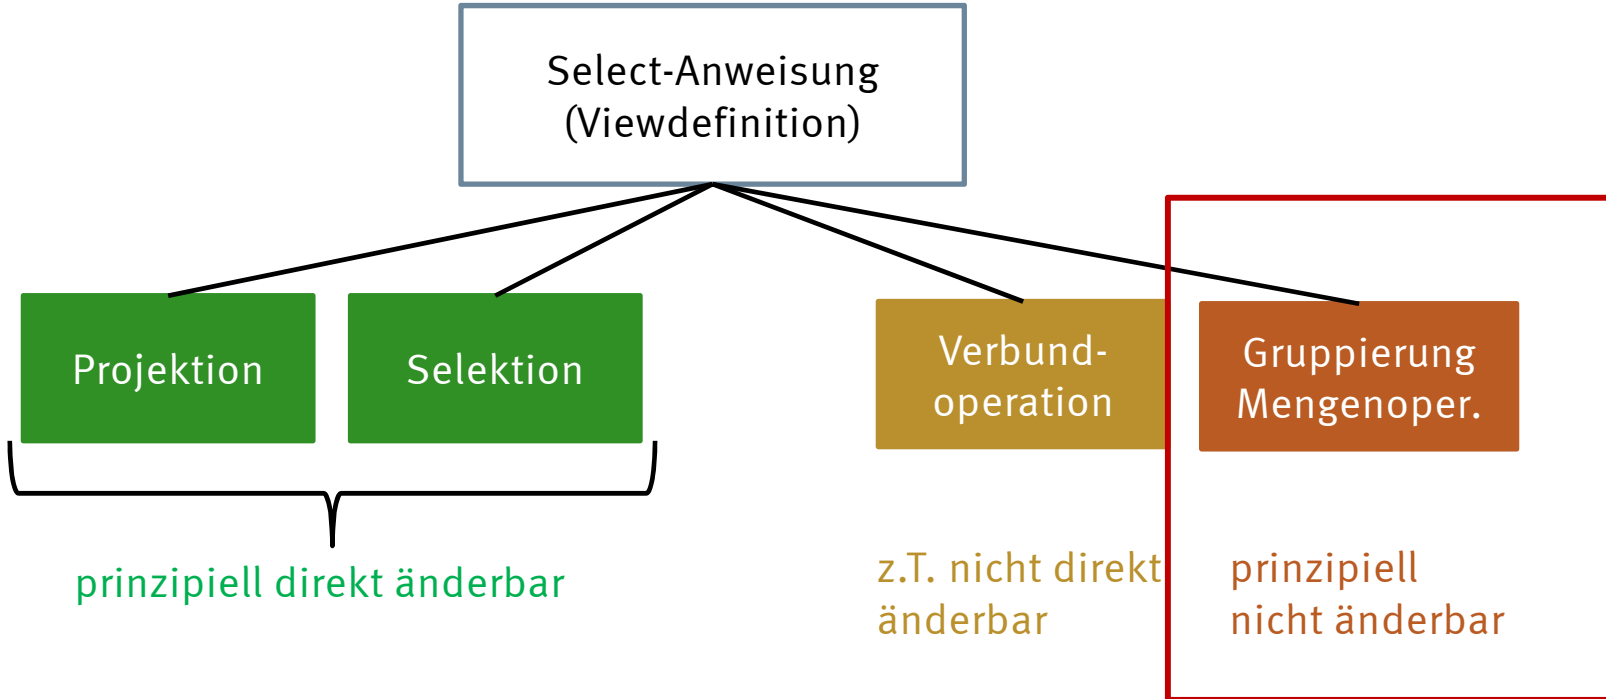 Select-Anweisung
(Viewdefinition)
Projektion
Selektion
Verbund-
operation
Gruppierung
Mengenoper.
prinzipiell direkt änderbar
z.T. nicht direkt
änderbar
prinzipiell
nicht änderbar